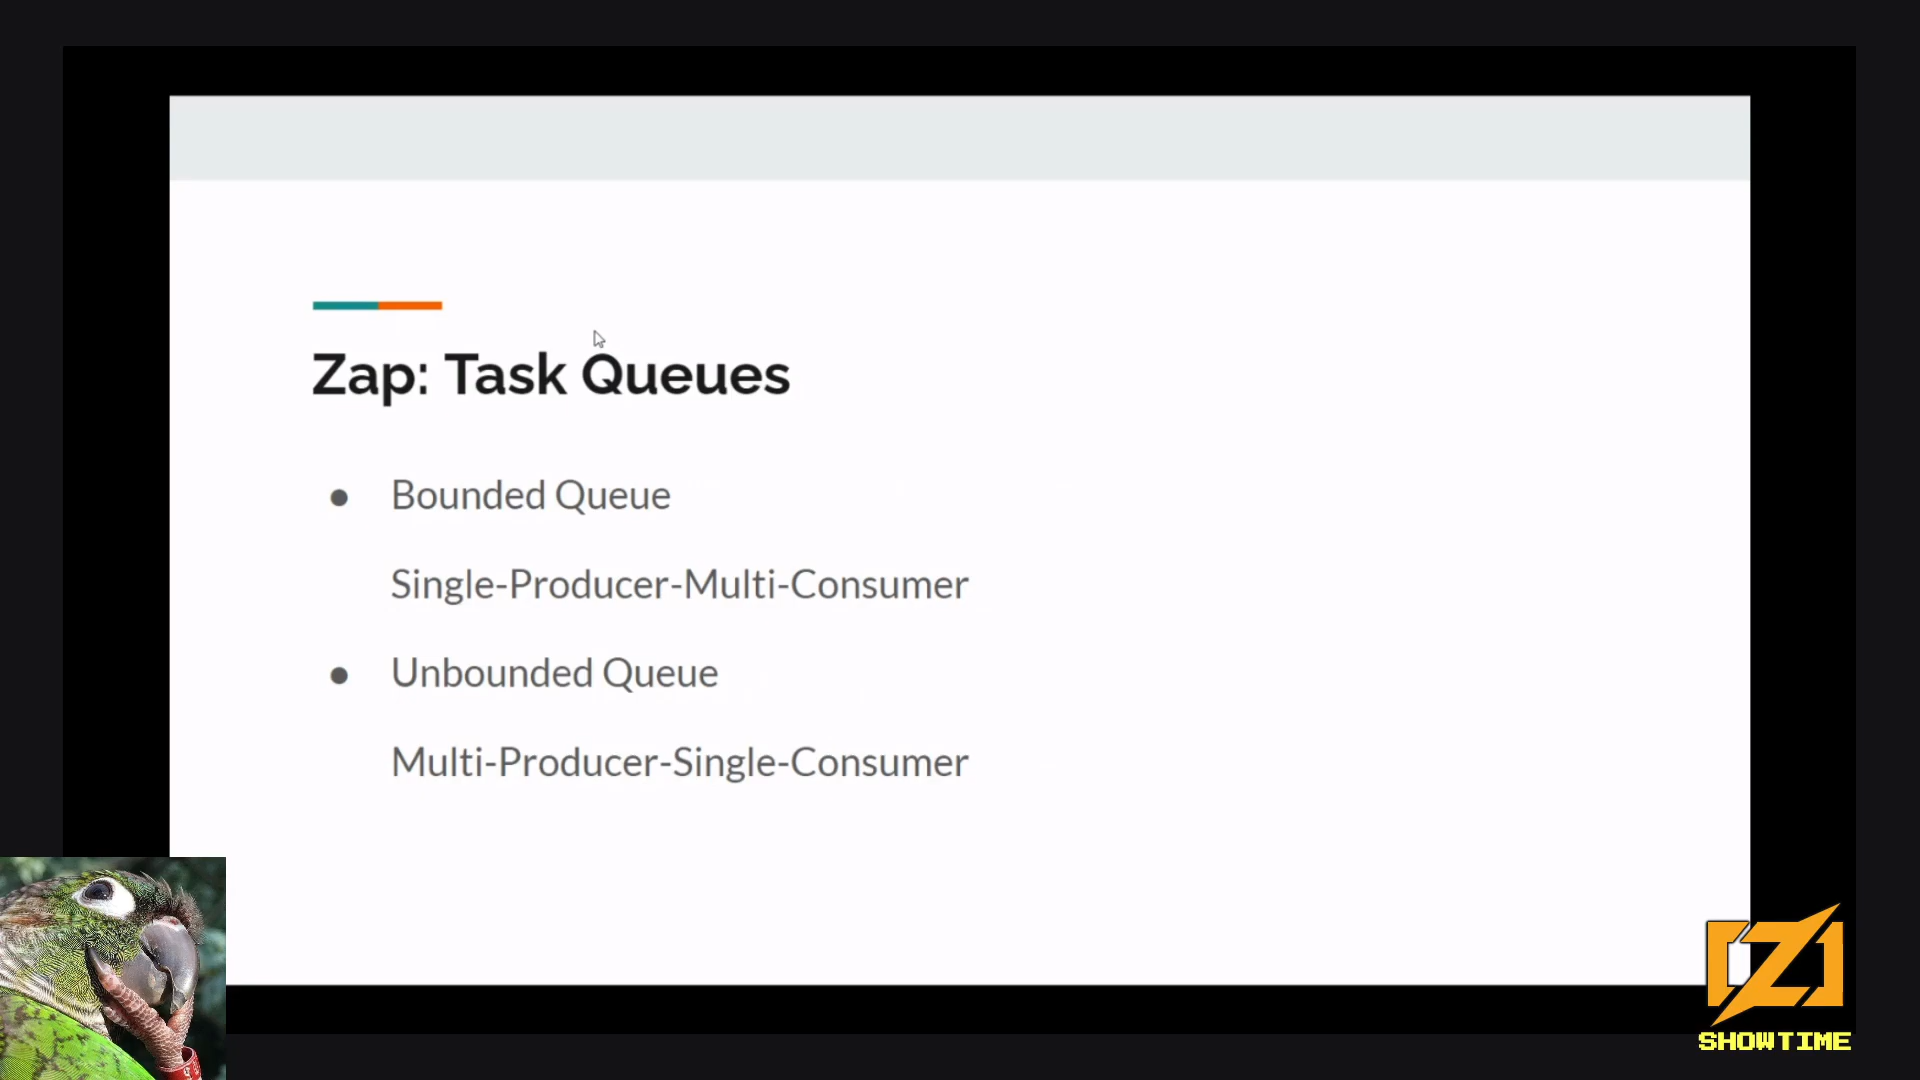 Zap: Task Queues
● Bounded Queue
Single-Producer-Multi-Consumer
● Unbounded Queue
Multi-Producer-Single-Consumer
SHOWTIME